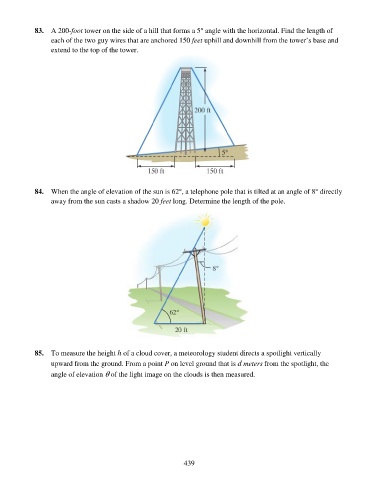 83. A 200-foot tower on the side of a hill that forms a 5° angle with the horizontal. Find the length of
each of the two guy wires that are anchored 150 feet uphill and downhill from the tower's base and
extend to the top of the tower.
200 ft
5°
150 ft 150 ft
84. When the angle of elevation of the sun is 62°, a telephone pole that is tilted at an angle of 8° directly
away from the sun casts a shadow 20 feet long. Determine the length of the pole.
8°
62°
20 ft
85. To measure the height h of a cloud cover, a meteorology student directs a spotlight vertically
upward from the ground. From a point P on level ground that is d meters from the spotlight, the
angle of elevation θ of the light image on the clouds is then measured.
439